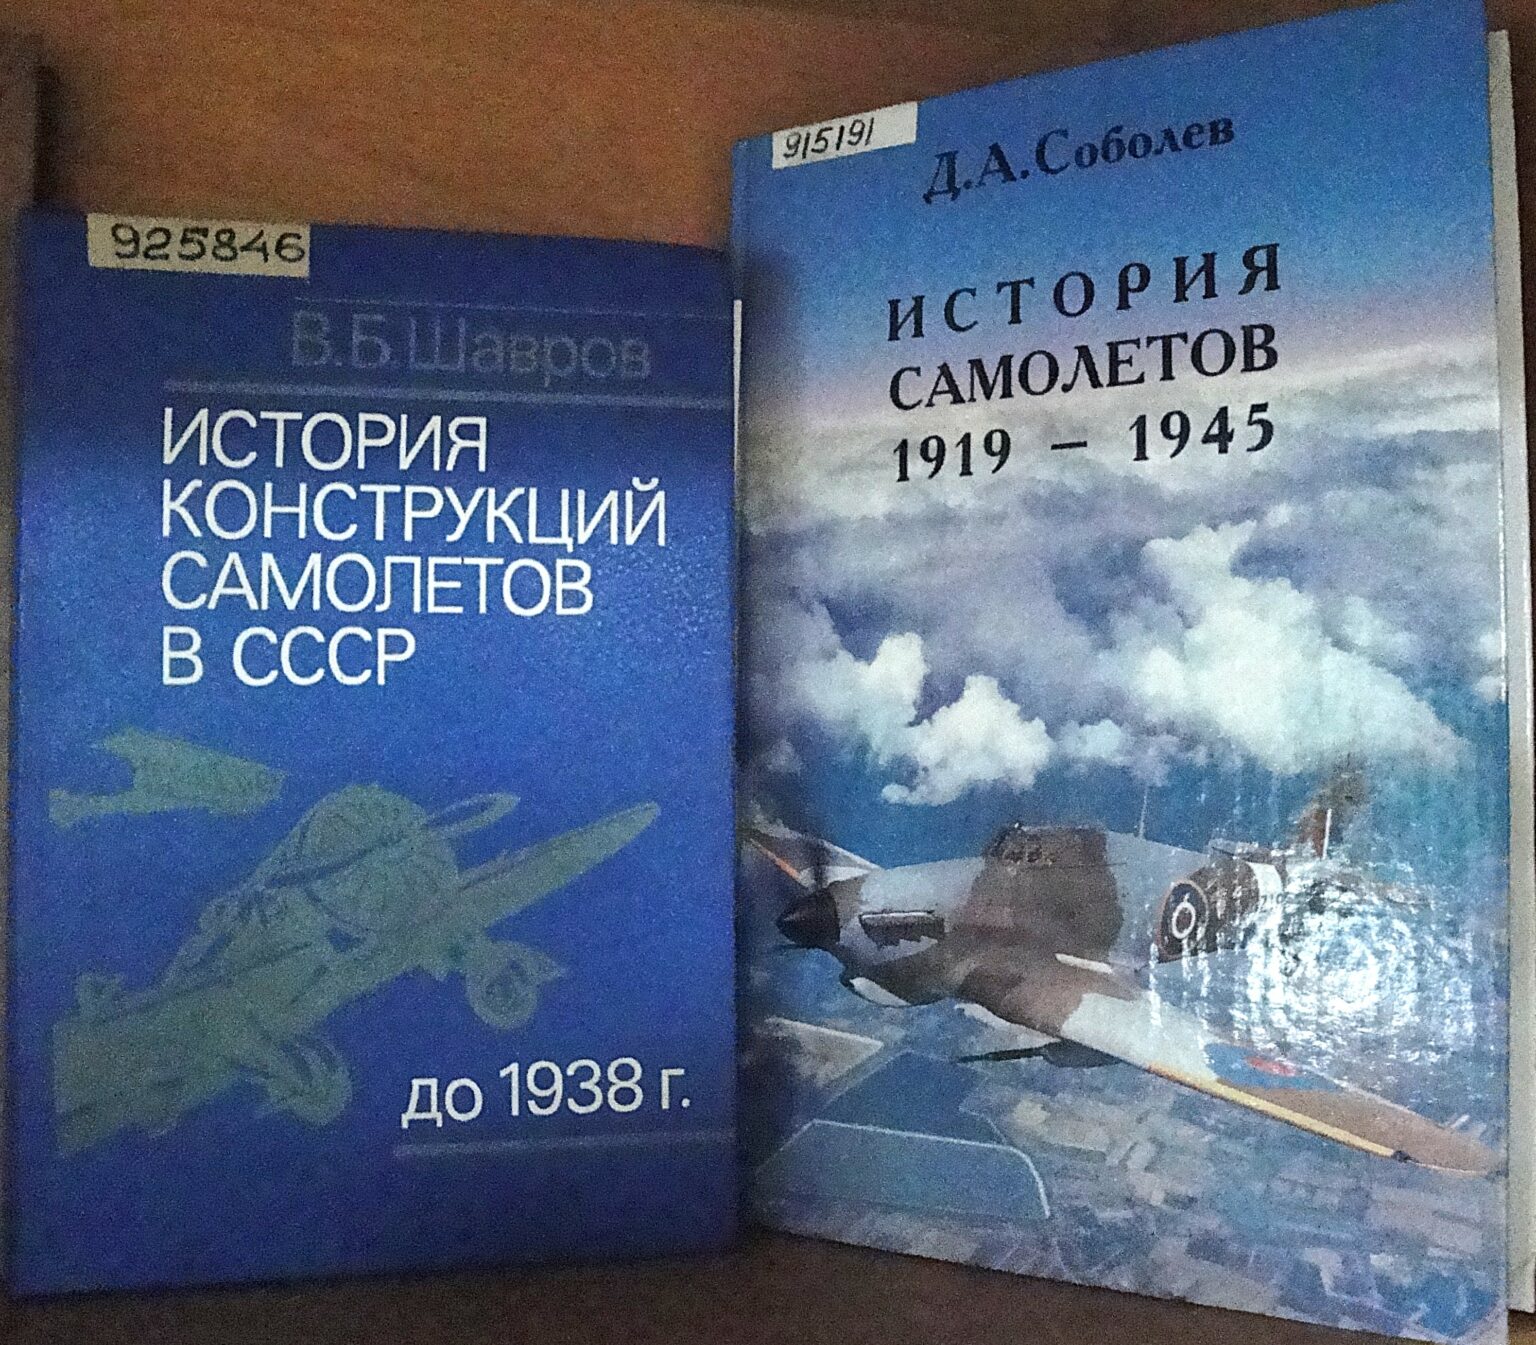 925846
В.Б.Шавров
ИСТОРИЯ
КОНСТРУКЦИЙ
САМОЛЕТОВ
В СССР
до 1938 г.
915191
Д.А.Соболев
ИСТОРИЯ
САМОЛЕТОВ
1919 – 1945